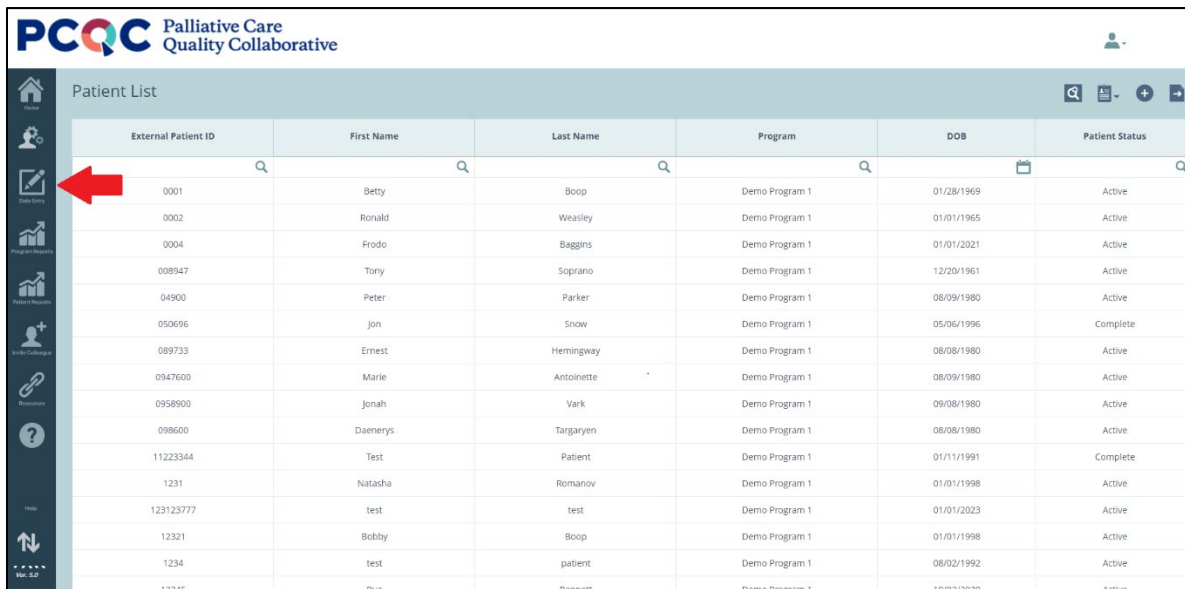 PCQC Palliative Care
Quality Collaborative
Home
Patient List
External Patient ID First Name Last Name Program DOB Patient Status
Data Entry
0001 Betty Boop Demo Program 1 01/28/1969 Active
0002 Ronald Weasley Demo Program 1 01/01/1965 Active
0004 Frodo Baggins Demo Program 1 01/01/2021 Active
Program Reports
008947 Tony Soprano Demo Program 1 12/20/1961 Active
04900 Peter Parker Demo Program 1 08/09/1980 Active
Patient Reports
050696 Jon Snow Demo Program 1 05/06/1996 Complete
089733 Ernest Hemingway Demo Program 1 08/08/1980 Active
Invite Colleague
0947600 Marie Antoinette Demo Program 1 08/09/1980 Active
0958900 Jonah Vark Demo Program 1 09/08/1980 Active
Resources
098600 Daenerys Targaryen Demo Program 1 08/08/1980 Active
11223344 Test Patient Demo Program 1 01/11/1991 Complete
1231 Natasha Romanov Demo Program 1 01/01/1998 Active
Help
123123777 test test Demo Program 1 01/01/2023 Active
12321 Bobby Boop Demo Program 1 01/01/1998 Active
1234 test patient Demo Program 1 08/02/1992 Active
Ver. 5.0